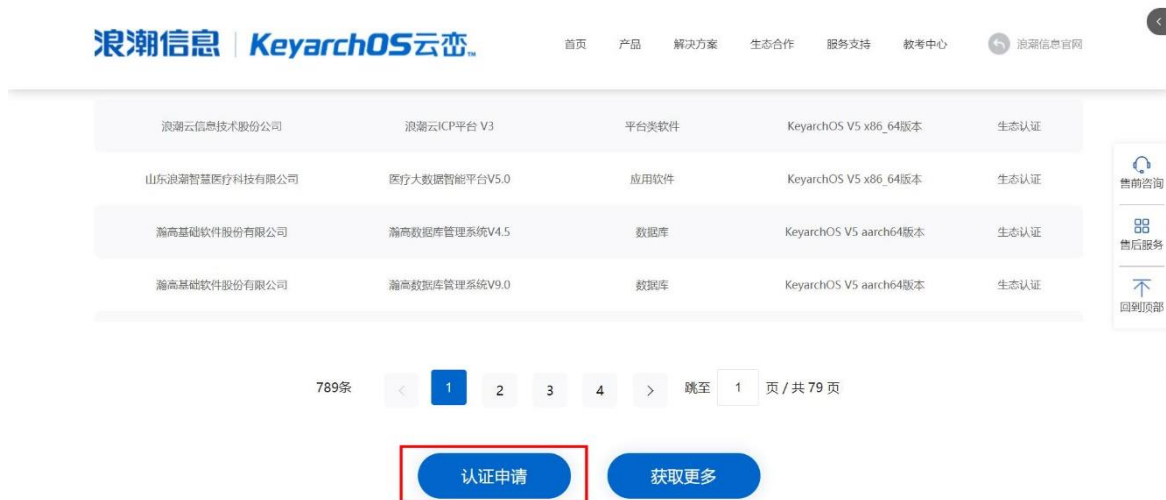 浪潮信息 KeyarchOS云峦™ 首页 产品 解决方案 生态合作 服务支持 教考中心 浪潮信息官网
浪潮云信息技术股份公司 浪潮云ICP平台 V3 平台类软件 KeyarchOS V5 x86_64版本 生态认证
山东浪潮智慧医疗科技有限公司 医疗大数据智能平台V5.0 应用软件 KeyarchOS V5 x86_64版本 生态认证
瀚高基础软件股份有限公司 瀚高数据库管理系统V4.5 数据库 KeyarchOS V5 aarch64版本 生态认证
瀚高基础软件股份有限公司 瀚高数据库管理系统V9.0 数据库 KeyarchOS V5 aarch64版本 生态认证
售前咨询
售后服务
回到顶部
789条 < 1 2 3 4 > 跳至 1 页 / 共 79 页
认证申请 获取更多